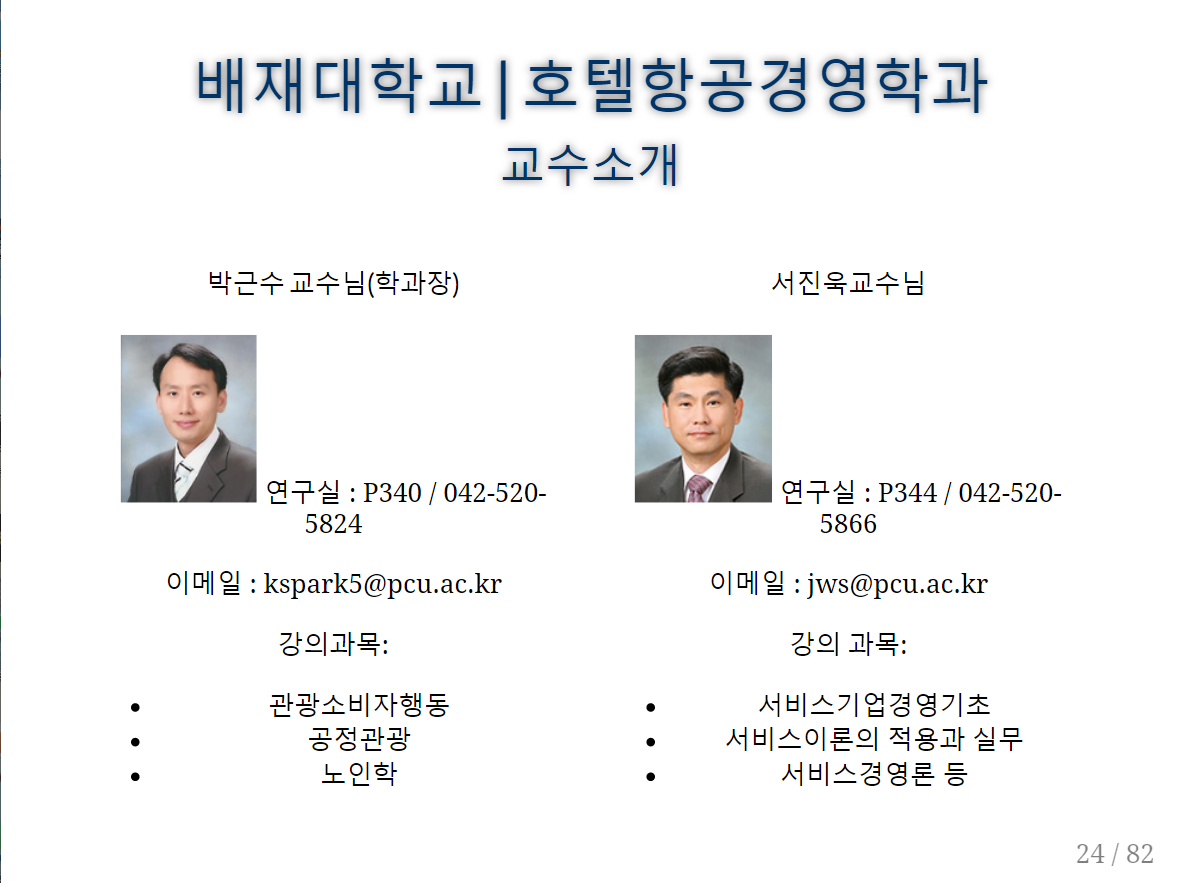 배재대학교|호텔항공경영학과
교수소개
박근수 교수님(학과장)
연구실 : P340 / 042-520-
5824
이메일 : kspark5@pcu.ac.kr
강의과목:
• 관광소비자행동
• 공정관광
• 노인학
서진욱교수님
연구실 : P344 / 042-520-
5866
이메일 : jws@pcu.ac.kr
강의 과목:
• 서비스기업경영기초
• 서비스이론의 적용과 실무
• 서비스경영론 등
24 / 82